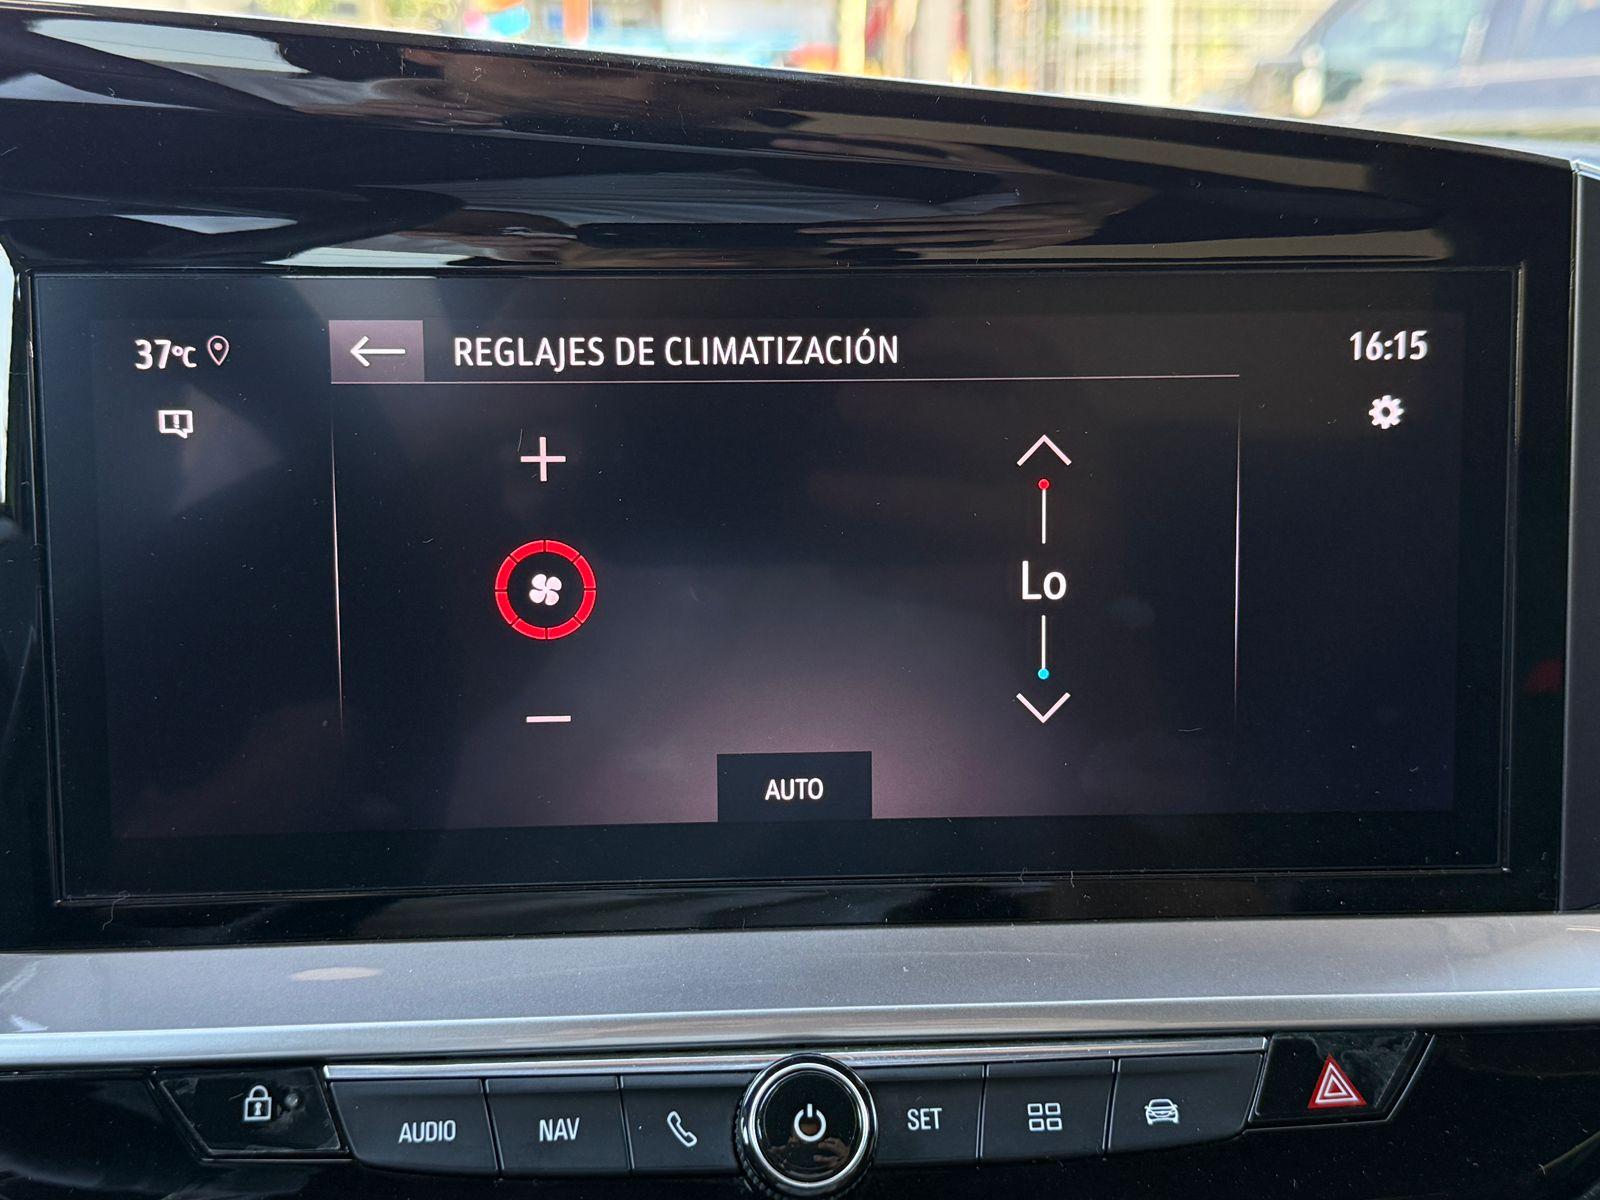 37°C
REGLAJES DE CLIMATIZACIÓN
16:15
Lo
AUTO
AUDIO
NAV
SET